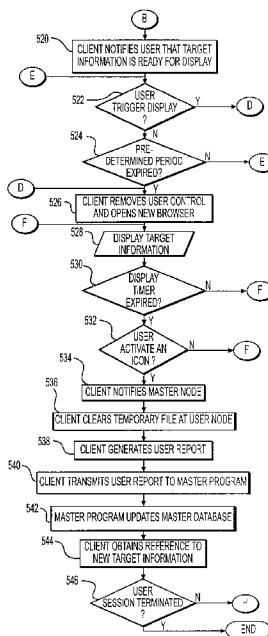 B
520
CLIENT NOTIFIES USER THAT TARGET
INFORMATION IS READY FOR DISPLAY
E
522
USER
TRIGGER DISPLAY
?
Y
D
N
524
PRE-
DETERMINED PERIOD
EXPIRED?
N
E
D
Y
526
CLIENT REMOVES USER CONTROL
AND OPENS NEW BROWSER
F
528
DISPLAY TARGET
INFORMATION
530
DISPLAY
TIMER
EXPIRED?
N
F
Y
532
USER
ACTIVATE AN
ICON ?
N
F
534
Y
CLIENT NOTIFIES MASTER NODE
536
CLIENT CLEARS TEMPORARY FILE AT USER NODE
538
CLIENT GENERATES USER REPORT
540
CLIENT TRANSMITS USER REPORT TO MASTER PROGRAM
542
MASTER PROGRAM UPDATES MASTER DATABASE
544
CLIENT OBTAINS REFERENCE TO
NEW TARGET INFORMATION
546
USER
SESSION TERMINATED
?
N
Y
END